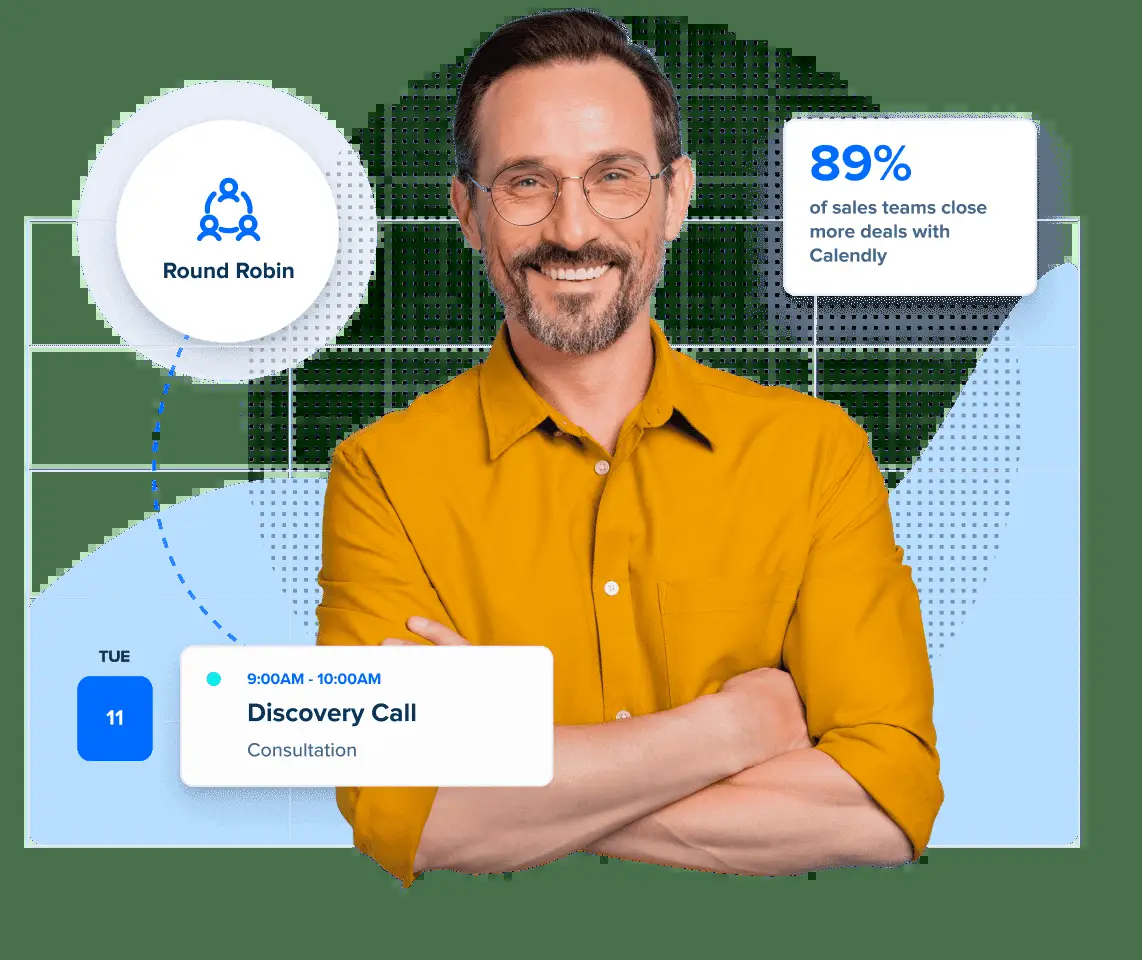 89%
of sales teams close
more deals with
Calendly
Round Robin
TUE
11
9:00AM - 10:00AM
Discovery Call
Consultation